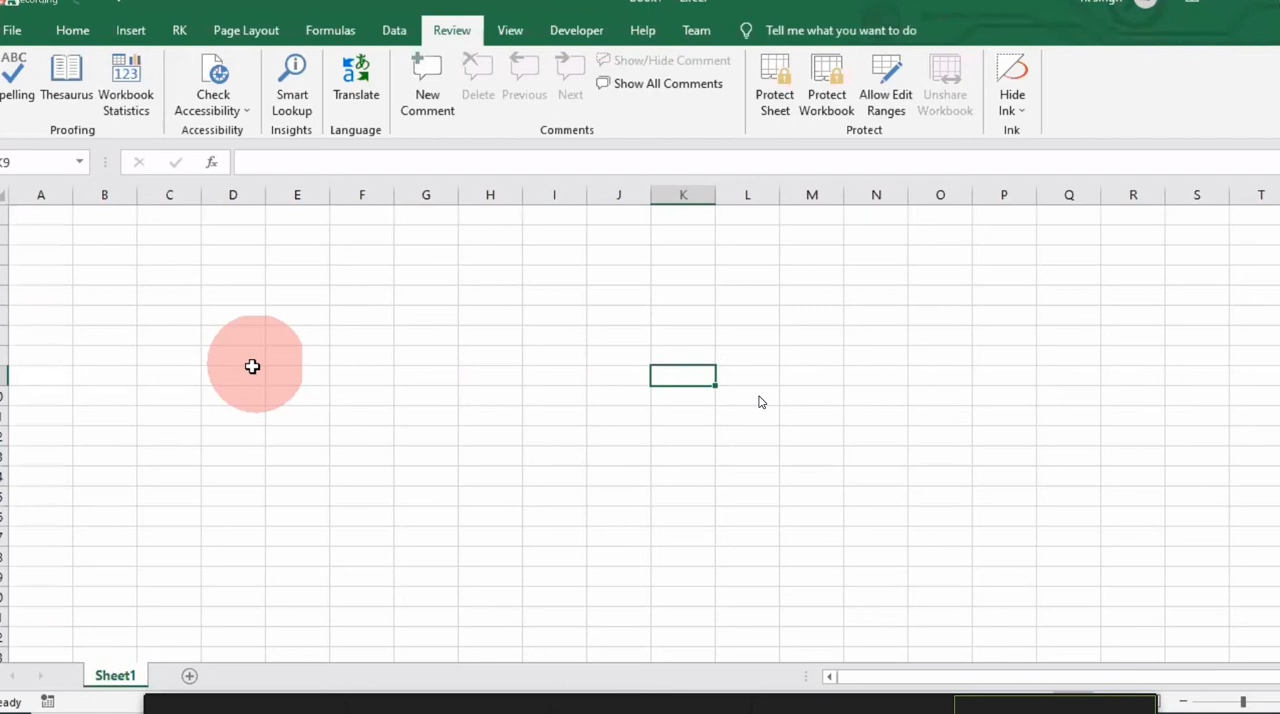 File Home Insert RK Page Layout Formulas Data Review View Developer Help Team Tell me what you want to do
ABC
Thesaurus
Workbook
Statistics
Proofing
Check
Accessibility
Accessibility
Smart
Lookup
Insights
Translate
Language
New
Comment
Delete
Previous
Next
Show/Hide Comment
Show All Comments
Comments
Protect
Sheet
Protect
Workbook
Allow Edit
Ranges
Unshare
Workbook
Protect
Hide
Ink
Ink
fx
A B C D E F G H I J K L M N O P Q R S T
Sheet1